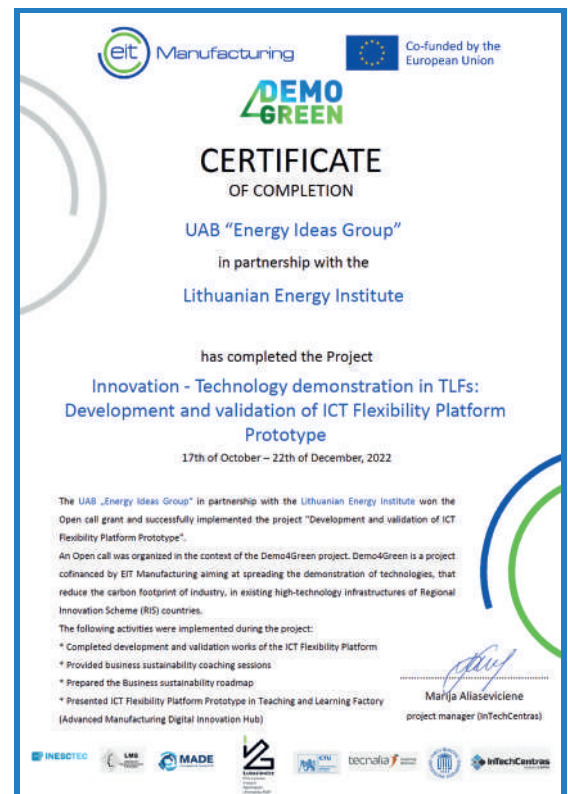 eit Manufacturing
Co-funded by the
European Union
DEMO
4GREEN
CERTIFICATE
OF COMPLETION
UAB “Energy Ideas Group”
in partnership with the
Lithuanian Energy Institute
has completed the Project
Innovation - Technology demonstration in TLFs:
Development and validation of ICT Flexibility Platform
Prototype
17th of October – 22th of December, 2022
The UAB „Energy Ideas Group“ in partnership with the Lithuanian Energy Institute won the
Open call grant and successfully implemented the project "Development and validation of ICT
Flexibility Platform Prototype".
An Open call was organized in the context of the Demo4Green project. Demo4Green is a project
cofinanced by EIT Manufacturing aiming at spreading the demonstration of technologies, that
reduce the carbon footprint of industry, in existing high-technology infrastructures of Regional
Innovation Scheme (RIS) countries.
The following activities were implemented during the project:
* Completed development and validation works of the ICT Flexibility Platform
* Provided business sustainability coaching sessions
* Prepared the Business sustainability roadmap
* Presented ICT Flexibility Platform Prototype in Teaching and Learning Factory
(Advanced Manufacturing Digital Innovation Hub)
Marija Aliaseviciene
project manager (InTechCentras)
INESCTEC
LMS
MADE
Łukasiewicz
CTU
tecnalia
InTechCentras